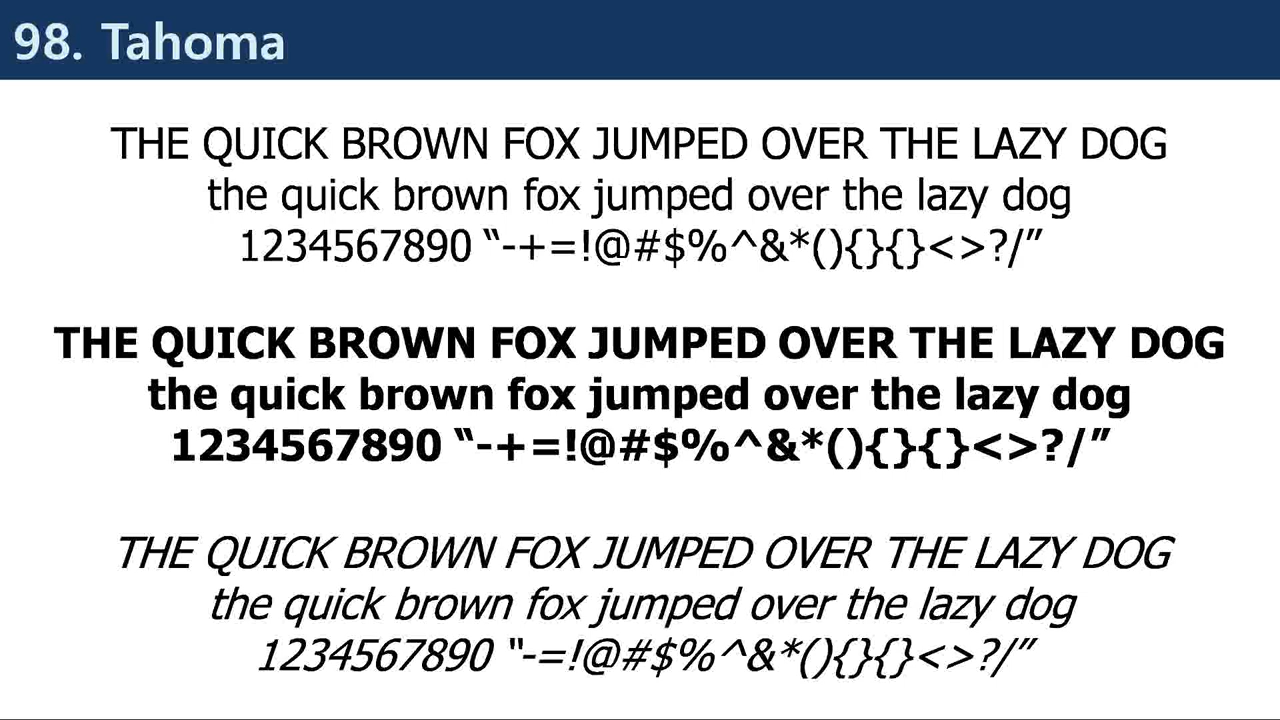 98. Tahoma
THE QUICK BROWN FOX JUMPED OVER THE LAZY DOG
the quick brown fox jumped over the lazy dog
1234567890 “-+=!@#$%^&*(){}{}<>?/”
THE QUICK BROWN FOX JUMPED OVER THE LAZY DOG
the quick brown fox jumped over the lazy dog
1234567890 “-+=!@#$%^&*(){}{}<>?/”
THE QUICK BROWN FOX JUMPED OVER THE LAZY DOG
the quick brown fox jumped over the lazy dog
1234567890 “-=!@#$%^&*(){}{}<>?/”